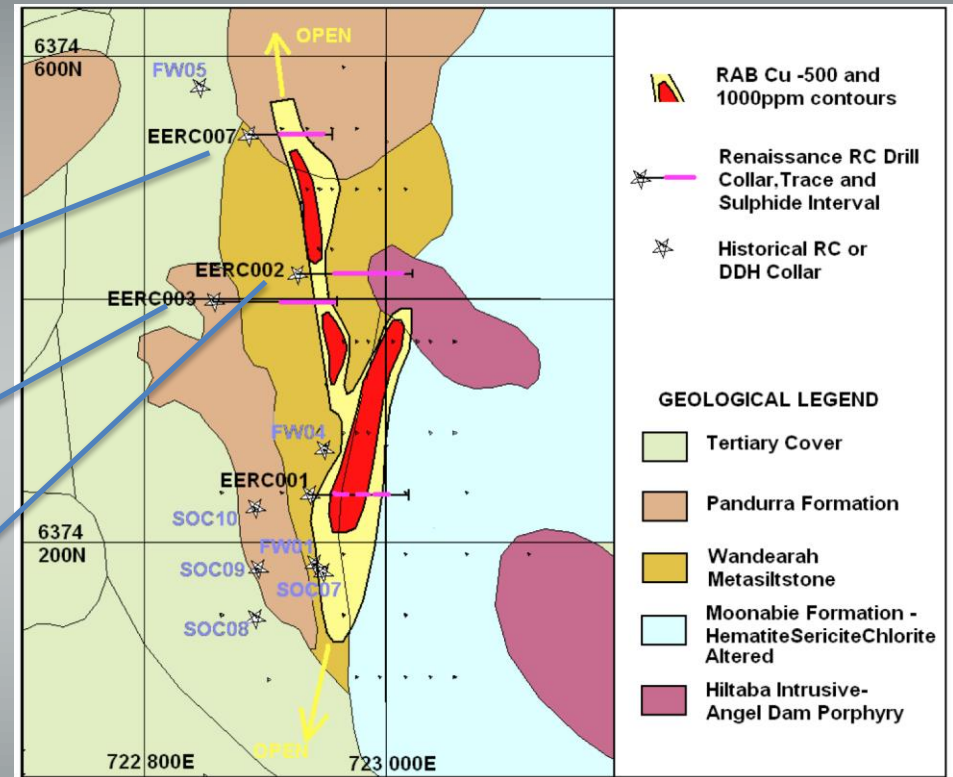 OPEN
6374
600N
FW05
EERC007
EERC002
EERC003
FW04
EERC001
SOC10
6374
200N
FW01
SOC09
SOC07
SOC08
OPEN
722 800E
723 000E
RAB Cu -500 and
1000ppm contours
Renaissance RC Drill
Collar,Trace and
Sulphide Interval
Historical RC or
DDH Collar
GEOLOGICAL LEGEND
Tertiary Cover
Pandurra Formation
Wandearah
Metasiltstone
Moonabie Formation -
HematiteSericiteChlorite
Altered
Hiltaba Intrusive-
Angel Dam Porphyry